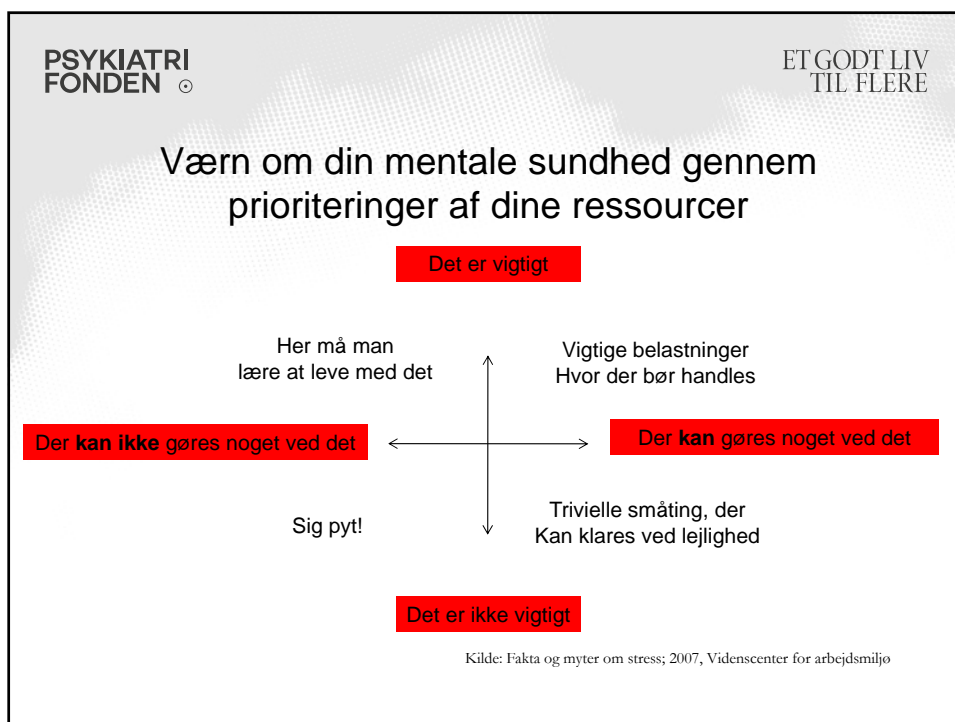 PSYKIATRI
FONDEN
ET GODT LIV
TIL FLERE
Værn om din mentale sundhed gennem
prioriteringer af dine ressourcer
Det er vigtigt
Her må man
lære at leve med det
Vigtige belastninger
Hvor der bør handles
Der kan ikke gøres noget ved det
Der kan gøres noget ved det
Sig pyt!
Trivielle småting, der
Kan klares ved lejlighed
Det er ikke vigtigt
Kilde: Fakta og myter om stress; 2007, Videnscenter for arbejdsmiljø